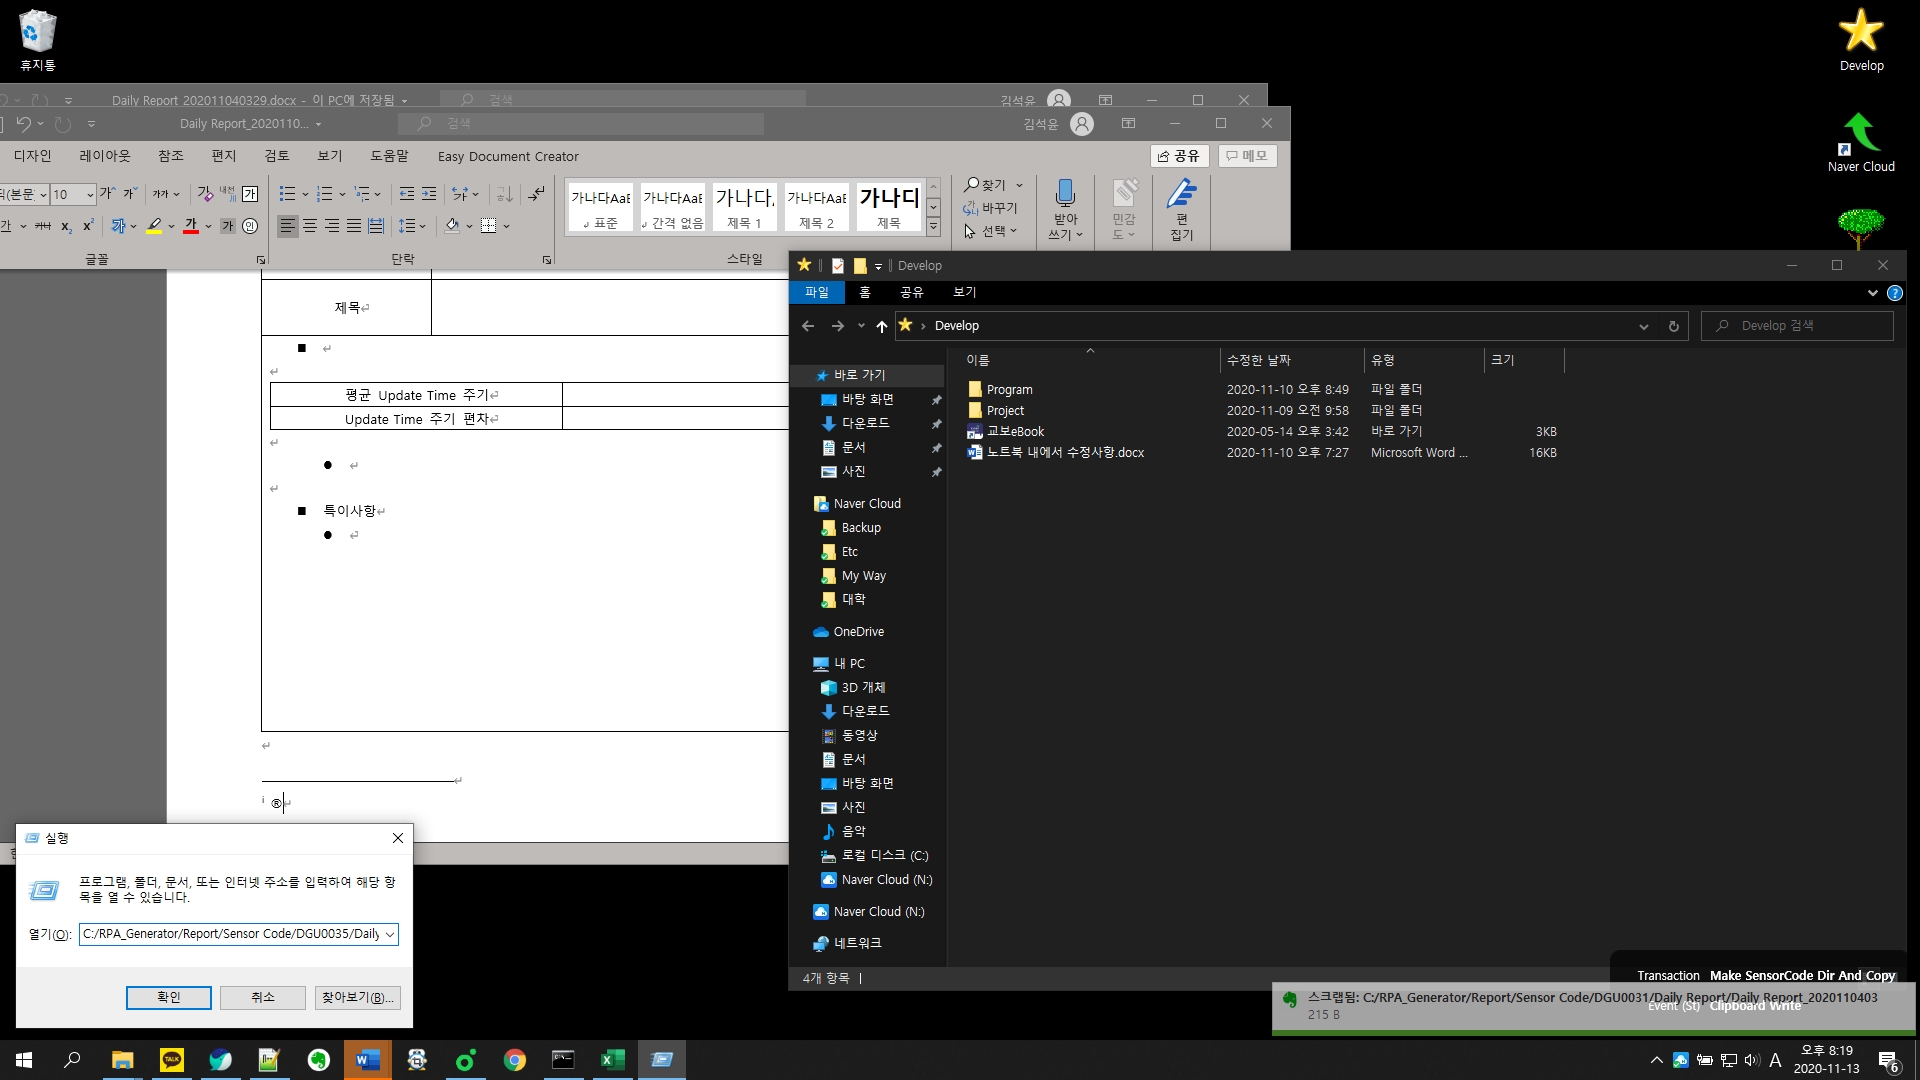 휴지통
Develop
Naver Cloud
Daily Report_202011040329.docx - 이 PC에 저장됨
검색
김석윤
Daily Report_2020110...
검색
김석윤
디자인 레이아웃 참조 편지 검토 보기 도움말 Easy Document Creator
공유 메모
10
가나다AaE 가나다AaE 가나다, 가나다AaE 가나다
표준 간격 없음 제목 1 제목 2 제목
찾기
바꾸기
선택
받아
쓰기
민감
도
편
집기
글꼴 단락 스타일
제목
평균 Update Time 주기
Update Time 주기 편차
특이사항
i ®
Develop
파일 홈 공유 보기
Develop
Develop 검색
이름 수정한 날짜 유형 크기
Program 2020-11-10 오후 8:49 파일 폴더
Project 2020-11-09 오전 9:58 파일 폴더
교보eBook 2020-05-14 오후 3:42 바로 가기 3KB
노트북 내에서 수정사항.docx 2020-11-10 오후 7:27 Microsoft Word ... 16KB
바로 가기
바탕 화면
다운로드
문서
사진
Naver Cloud
Backup
Etc
My Way
대학
OneDrive
내 PC
3D 개체
다운로드
동영상
문서
바탕 화면
사진
음악
로컬 디스크 (C:)
Naver Cloud (N:)
Naver Cloud (N:)
네트워크
4개 항목
실행
프로그램, 폴더, 문서, 또는 인터넷 주소를 입력하여 해당 항
목을 열 수 있습니다.
열기(O): C:/RPA_Generator/Report/Sensor Code/DGU0035/Daily
확인 취소 찾아보기(B)...
Transaction Make SensorCode Dir And Copy
스크랩됨: C:/RPA_Generator/Report/Sensor Code/DGU0031/Daily Report/Daily Report_2020110403
Event (St) Clipboard Write
215 B
TALK
A
오후 8:19
2020-11-13
6